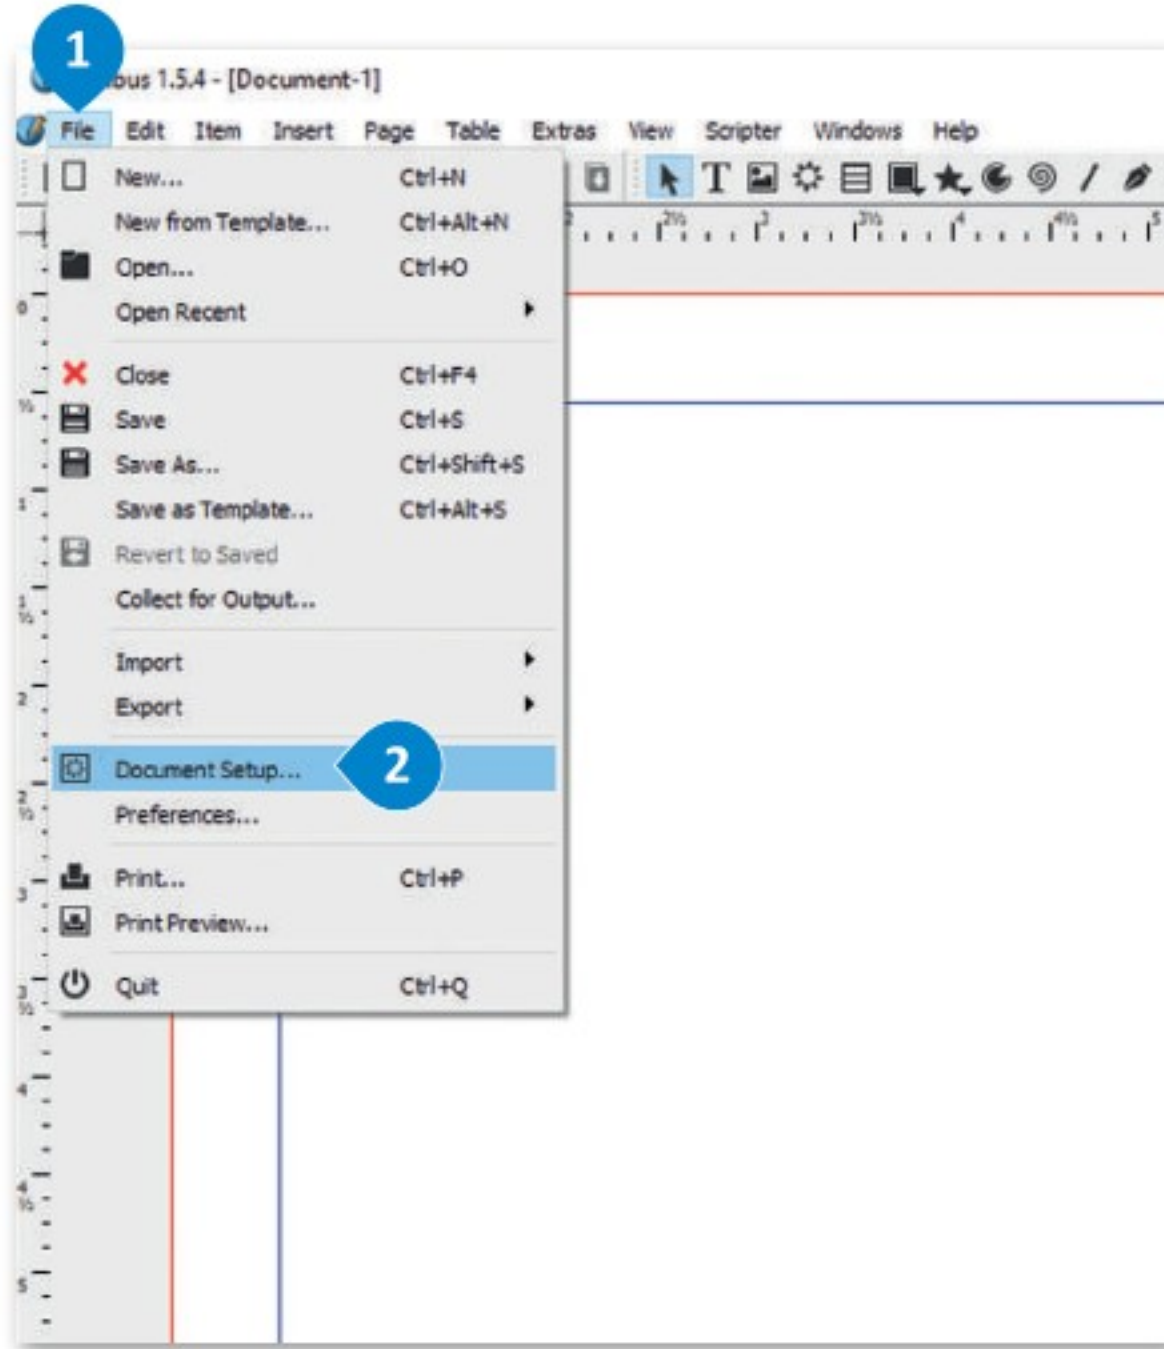 1
bus 1.5.4 - [Document-1]
File Edit Item Insert Page Table Extras View Scripter Windows Help
New... Ctrl+N
New from Template... Ctrl+Alt+N
Open... Ctrl+O
Open Recent
Close Ctrl+F4
Save Ctrl+S
Save As... Ctrl+Shift+S
Save as Template... Ctrl+Alt+S
Revert to Saved
Collect for Output...
Import
Export
Document Setup... 2
Preferences...
Print... Ctrl+P
Print Preview...
Quit Ctrl+Q